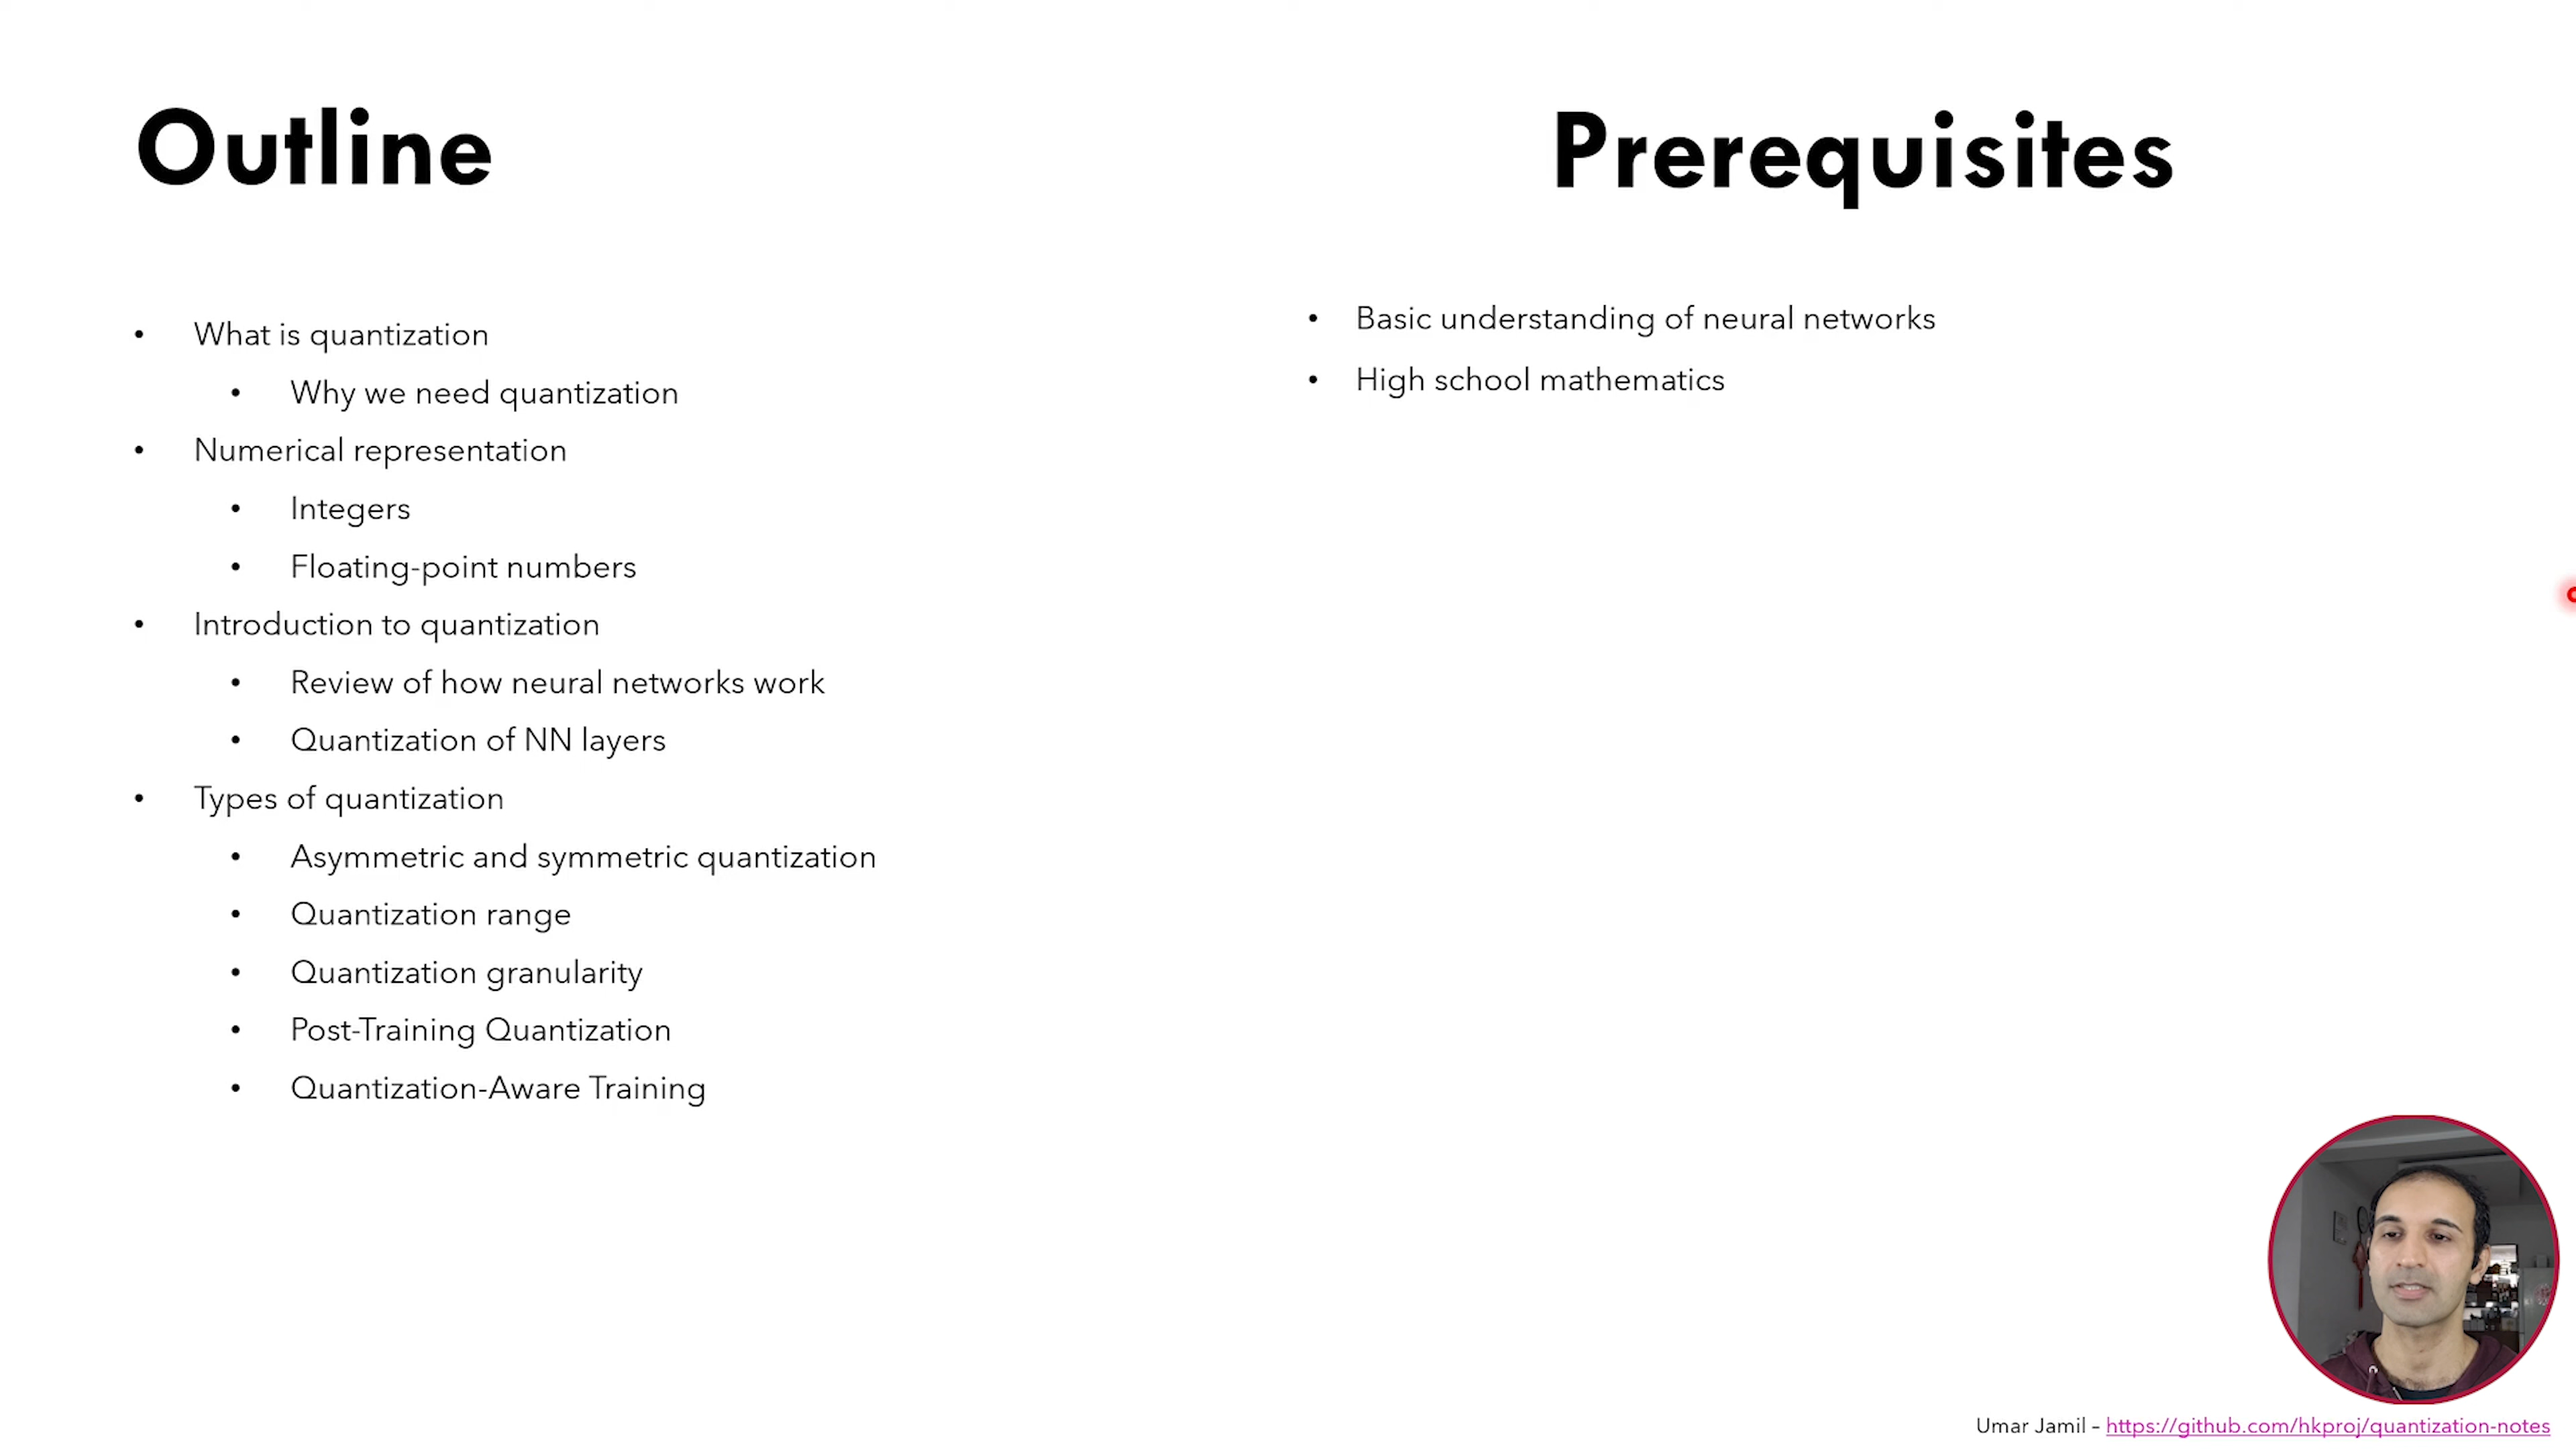 Outline
What is quantization
Why we need quantization
Numerical representation
Integers
Floating-point numbers
Introduction to quantization
Review of how neural networks work
Quantization of NN layers
Types of quantization
Asymmetric and symmetric quantization
Quantization range
Quantization granularity
Post-Training Quantization
Quantization-Aware Training
Prerequisites
Basic understanding of neural networks
High school mathematics
Umar Jamil – https://github.com/hkproj/quantization-notes